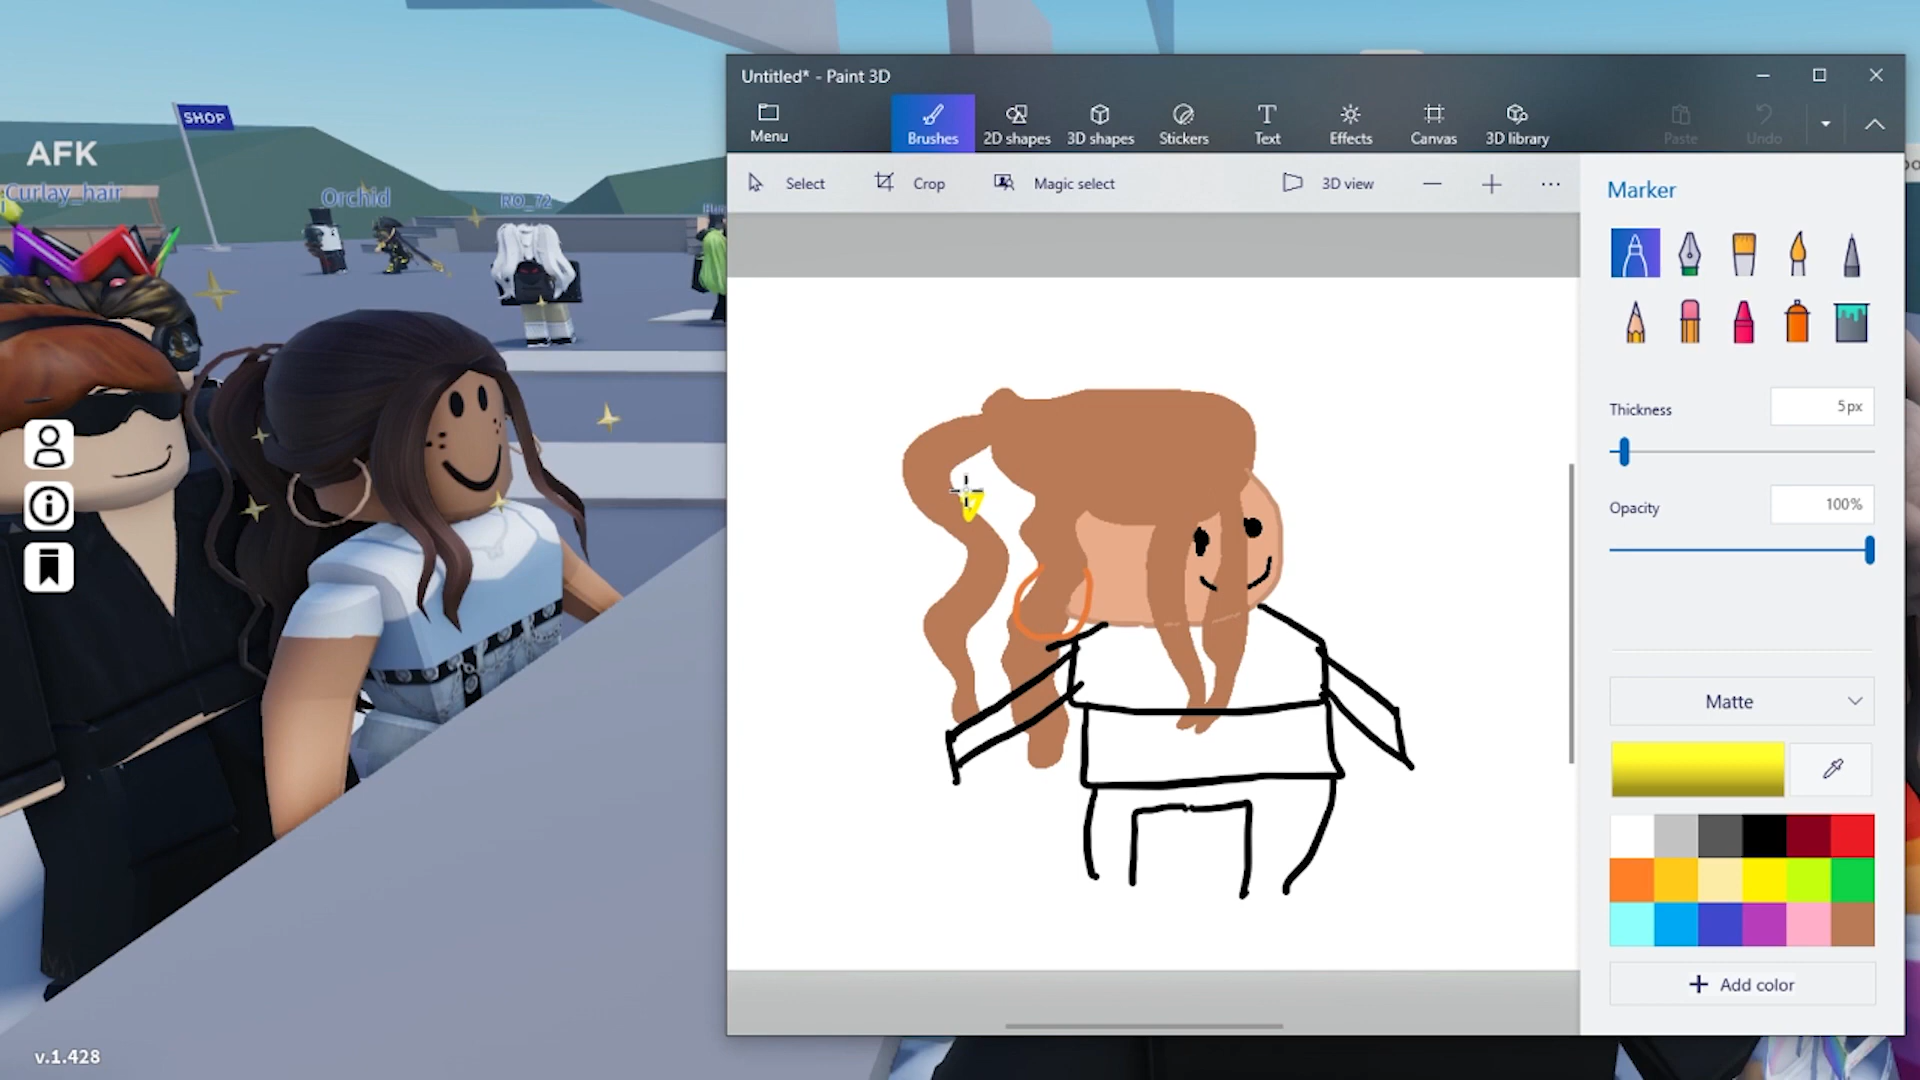 SHOP
AFK
Curlay_hair
Orchid
RO_72
v.1.428
Untitled* - Paint 3D
Menu
Brushes
2D shapes
3D shapes
Stickers
Text
Effects
Canvas
3D library
Paste
Undo
Select
Crop
Magic select
3D view
Marker
Thickness
5px
Opacity
100%
Matte
Add color